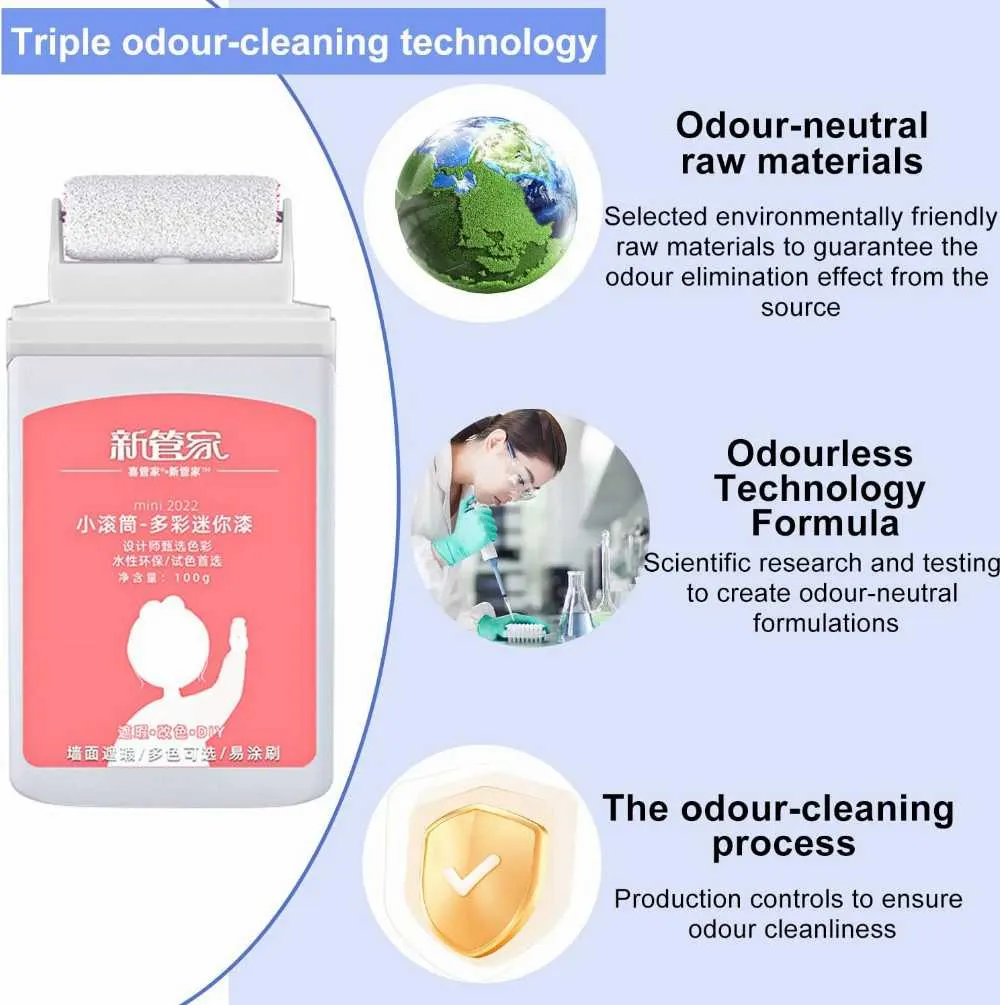 Triple odour-cleaning technology
新管家
喜管家®•新管家™
mini 2022
小滚筒-多彩迷你漆
设计师甄选色彩
水性环保/试色首选
净含量：100g
遮瑕•改色•DIY
墙面遮瑕/多色可选/易涂刷
Odour-neutral
raw materials
Selected environmentally friendly
raw materials to guarantee the
odour elimination effect from the
source
Odourless
Technology
Formula
Scientific research and testing
to create odour-neutral
formulations
The odour-cleaning
process
Production controls to ensure
odour cleanliness